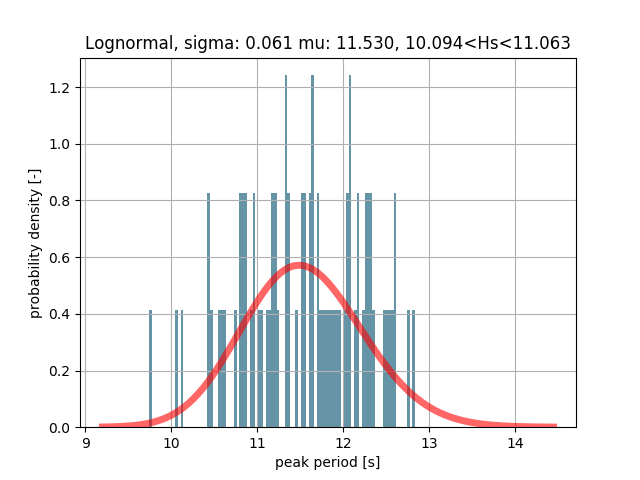 Lognormal, sigma: 0.061 mu: 11.530, 10.094<Hs<11.063
probability density [-]
1.2
1.0
0.8
0.6
0.4
0.2
0.0
9 10 11 12 13 14
peak period [s]